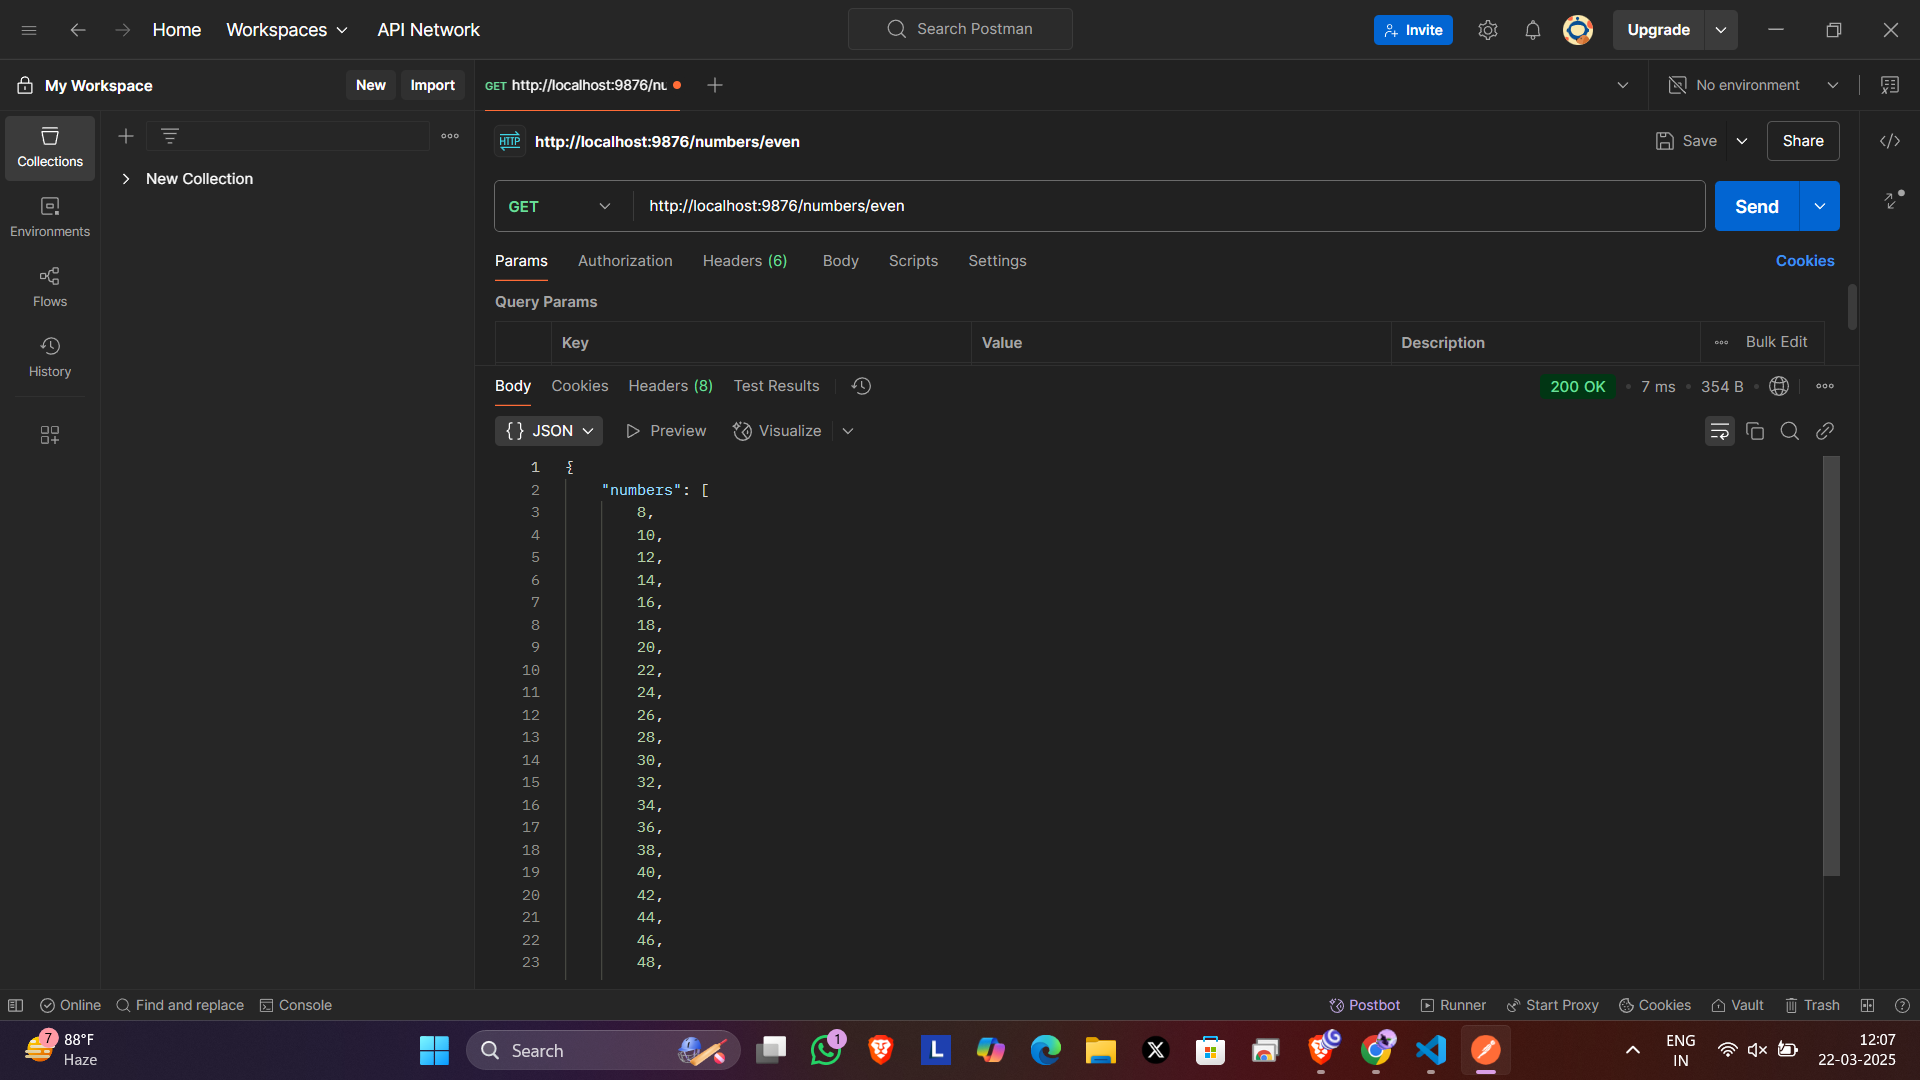 Home Workspaces API Network Search Postman Invite Upgrade
My Workspace New Import GET http://localhost:9876/nu No environment
Collections
Environments
Flows
History
New Collection
HTTP http://localhost:9876/numbers/even Save Share
GET http://localhost:9876/numbers/even Send
Params Authorization Headers (6) Body Scripts Settings Cookies
Query Params
Key Value Description Bulk Edit
Body Cookies Headers (8) Test Results 200 OK • 7 ms • 354 B •
{} JSON Preview Visualize
1 {
2 "numbers": [
3 8,
4 10,
5 12,
6 14,
7 16,
8 18,
9 20,
10 22,
11 24,
12 26,
13 28,
14 30,
15 32,
16 34,
17 36,
18 38,
19 40,
20 42,
21 44,
22 46,
23 48,
Online Find and replace Console Postbot Runner Start Proxy Cookies Vault Trash
7 88°F
Haze
Search
1
L
X
ENG
IN
12:07
22-03-2025